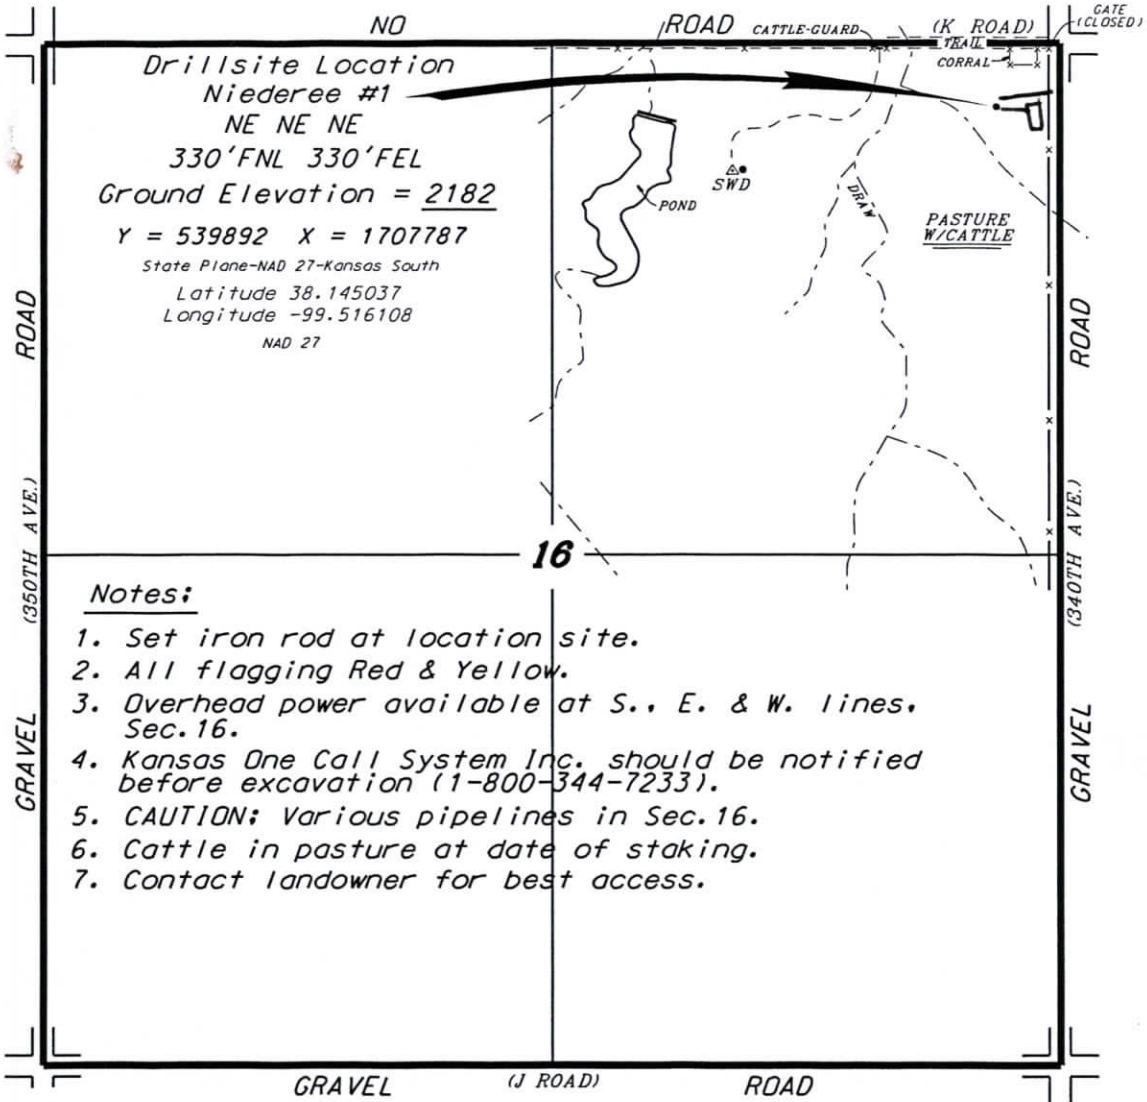 NO ROAD (K ROAD)
GATE
(CLOSED)
CATTLE-GUARD
TRAIL
CORRAL
Drillsite Location
Niederee #1
NE NE NE
330'FNL 330'FEL
Ground Elevation = 2182
Y = 539892 X = 1707787
State Plane-NAD 27-Kansas South
Latitude 38.145037
Longitude -99.516108
NAD 27
SWD
POND
DRAW
PASTURE
W/CATTLE
GRAVEL (350TH AVE.) ROAD
GRAVEL (340TH AVE.) ROAD
16
Notes:
1. Set iron rod at location site.
2. All flagging Red & Yellow.
3. Overhead power available at S., E. & W. lines,
Sec.16.
4. Kansas One Call System Inc. should be notified
before excavation (1-800-344-7233).
5. CAUTION: Various pipelines in Sec.16.
6. Cattle in pasture at date of staking.
7. Contact landowner for best access.
GRAVEL (J ROAD) ROAD